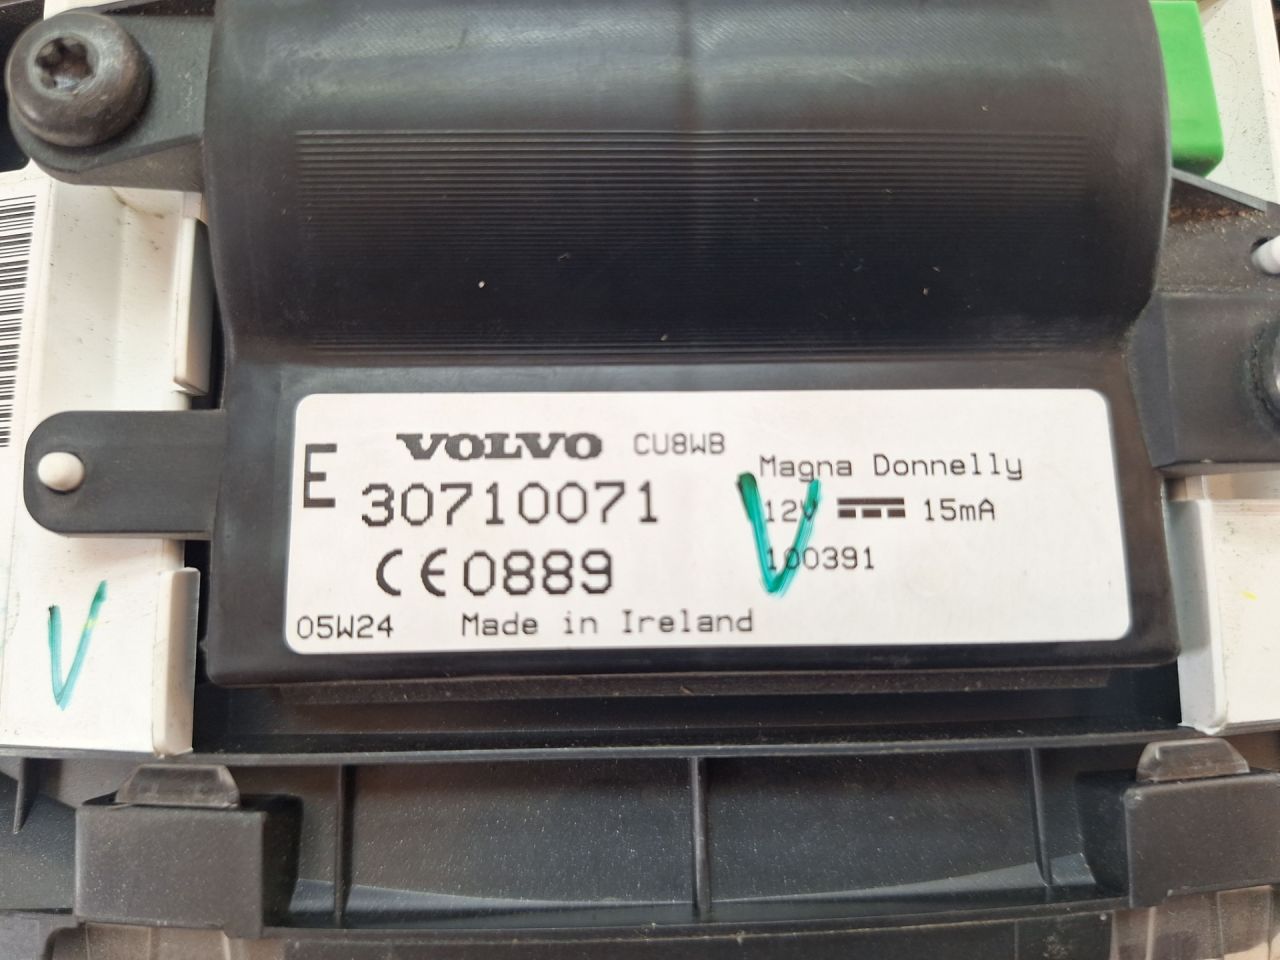 E VOLVO CU8WB
30710071
CE0889
05W24 Made in Ireland
Magna Donnelly
12V 15mA
100391
V
V